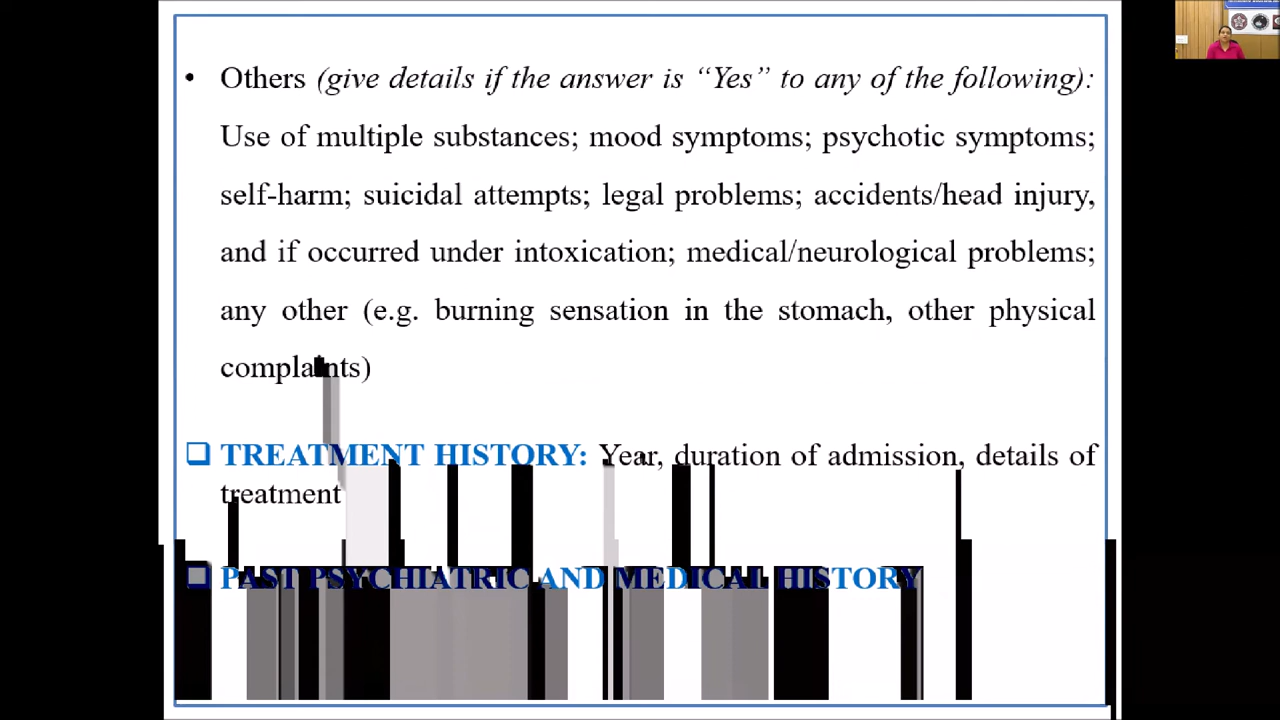 • Others (give details if the answer is “Yes” to any of the following):
Use of multiple substances; mood symptoms; psychotic symptoms;
self-harm; suicidal attempts; legal problems; accidents/head injury,
and if occurred under intoxication; medical/neurological problems;
any other (e.g. burning sensation in the stomach, other physical
complaints)
❑ TREATMENT HISTORY: Year, duration of admission, details of
treatment
❑ PAST PSYCHIATRIC AND MEDICAL HISTORY